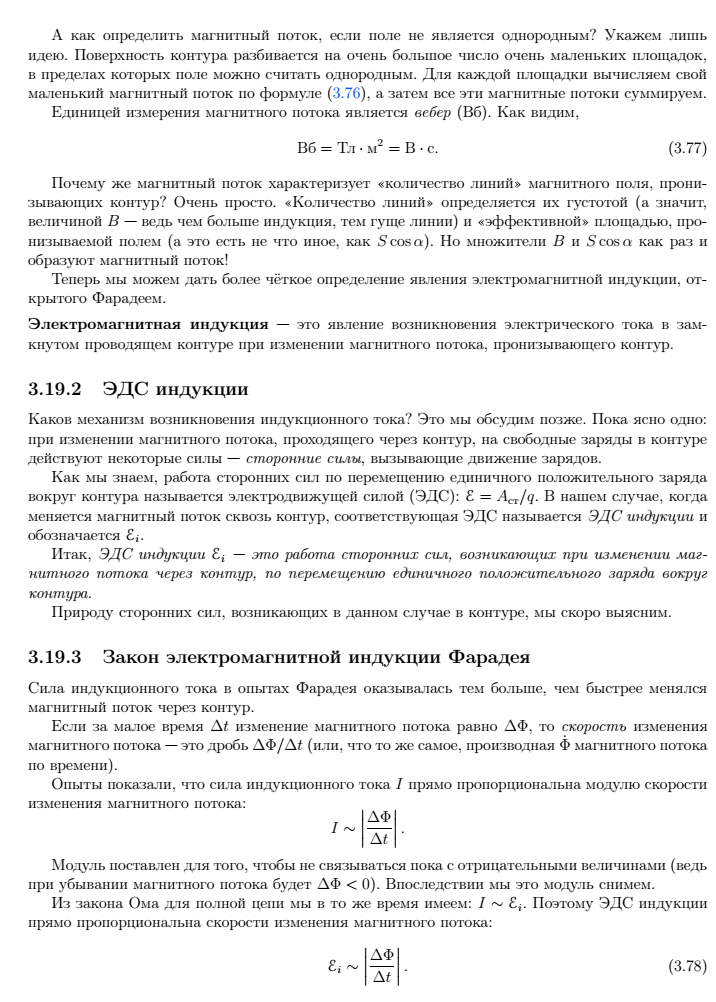 А как определить магнитный поток, если поле не является однородным? Укажем лишь
идею. Поверхность контура разбивается на очень большое число очень маленьких площадок,
в пределах которых поле можно считать однородным. Для каждой площадки вычисляем свой
маленький магнитный поток по формуле (3.76), а затем все эти магнитные потоки суммируем.
Единицей измерения магнитного потока является вебер (Вб). Как видим,
Вб = Тл · м² = В · с. (3.77)
Почему же магнитный поток характеризует «количество линий» магнитного поля, прони-
зывающих контур? Очень просто. «Количество линий» определяется их густотой (а значит,
величиной B — ведь чем больше индукция, тем гуще линии) и «эффективной» площадью, про-
низываемой полем (а это есть не что иное, как S cos α). Но множители B и S cos α как раз и
образуют магнитный поток!
Теперь мы можем дать более чёткое определение явления электромагнитной индукции, от-
крытого Фарадеем.
Электромагнитная индукция — это явление возникновения электрического тока в зам-
кнутом проводящем контуре при изменении магнитного потока, пронизывающего контур.
3.19.2 ЭДС индукции
Каков механизм возникновения индукционного тока? Это мы обсудим позже. Пока ясно одно:
при изменении магнитного потока, проходящего через контур, на свободные заряды в контуре
действуют некоторые силы — сторонние силы, вызывающие движение зарядов.
Как мы знаем, работа сторонних сил по перемещению единичного положительного заряда
вокруг контура называется электродвижущей силой (ЭДС): ℰ = Aст/q. В нашем случае, когда
меняется магнитный поток сквозь контур, соответствующая ЭДС называется ЭДС индукции и
обозначается ℰi.
Итак, ЭДС индукции ℰi — это работа сторонних сил, возникающих при изменении маг-
нитного потока через контур, по перемещению единичного положительного заряда вокруг
контура.
Природу сторонних сил, возникающих в данном случае в контуре, мы скоро выясним.
3.19.3 Закон электромагнитной индукции Фарадея
Сила индукционного тока в опытах Фарадея оказывалась тем больше, чем быстрее менялся
магнитный поток через контур.
Если за малое время Δt изменение магнитного потока равно ΔΦ, то скорость изменения
магнитного потока — это дробь ΔΦ/Δt (или, что то же самое, производная Φ̇ магнитного потока
по времени).
Опыты показали, что сила индукционного тока I прямо пропорциональна модулю скорости
изменения магнитного потока:
I ∼ |ΔΦ/Δt|.
Модуль поставлен для того, чтобы не связываться пока с отрицательными величинами (ведь
при убывании магнитного потока будет ΔΦ < 0). Впоследствии мы это модуль снимем.
Из закона Ома для полной цепи мы в то же время имеем: I ∼ ℰi. Поэтому ЭДС индукции
прямо пропорциональна скорости изменения магнитного потока:
ℰi ∼ |ΔΦ/Δt|. (3.78)